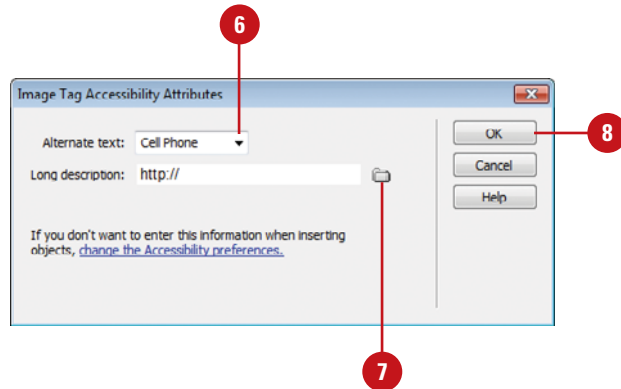 6
Image Tag Accessibility Attributes
Alternate text: Cell Phone
OK
8
Long description: http://
Cancel
Help
If you don't want to enter this information when inserting
objects, change the Accessibility preferences.
7